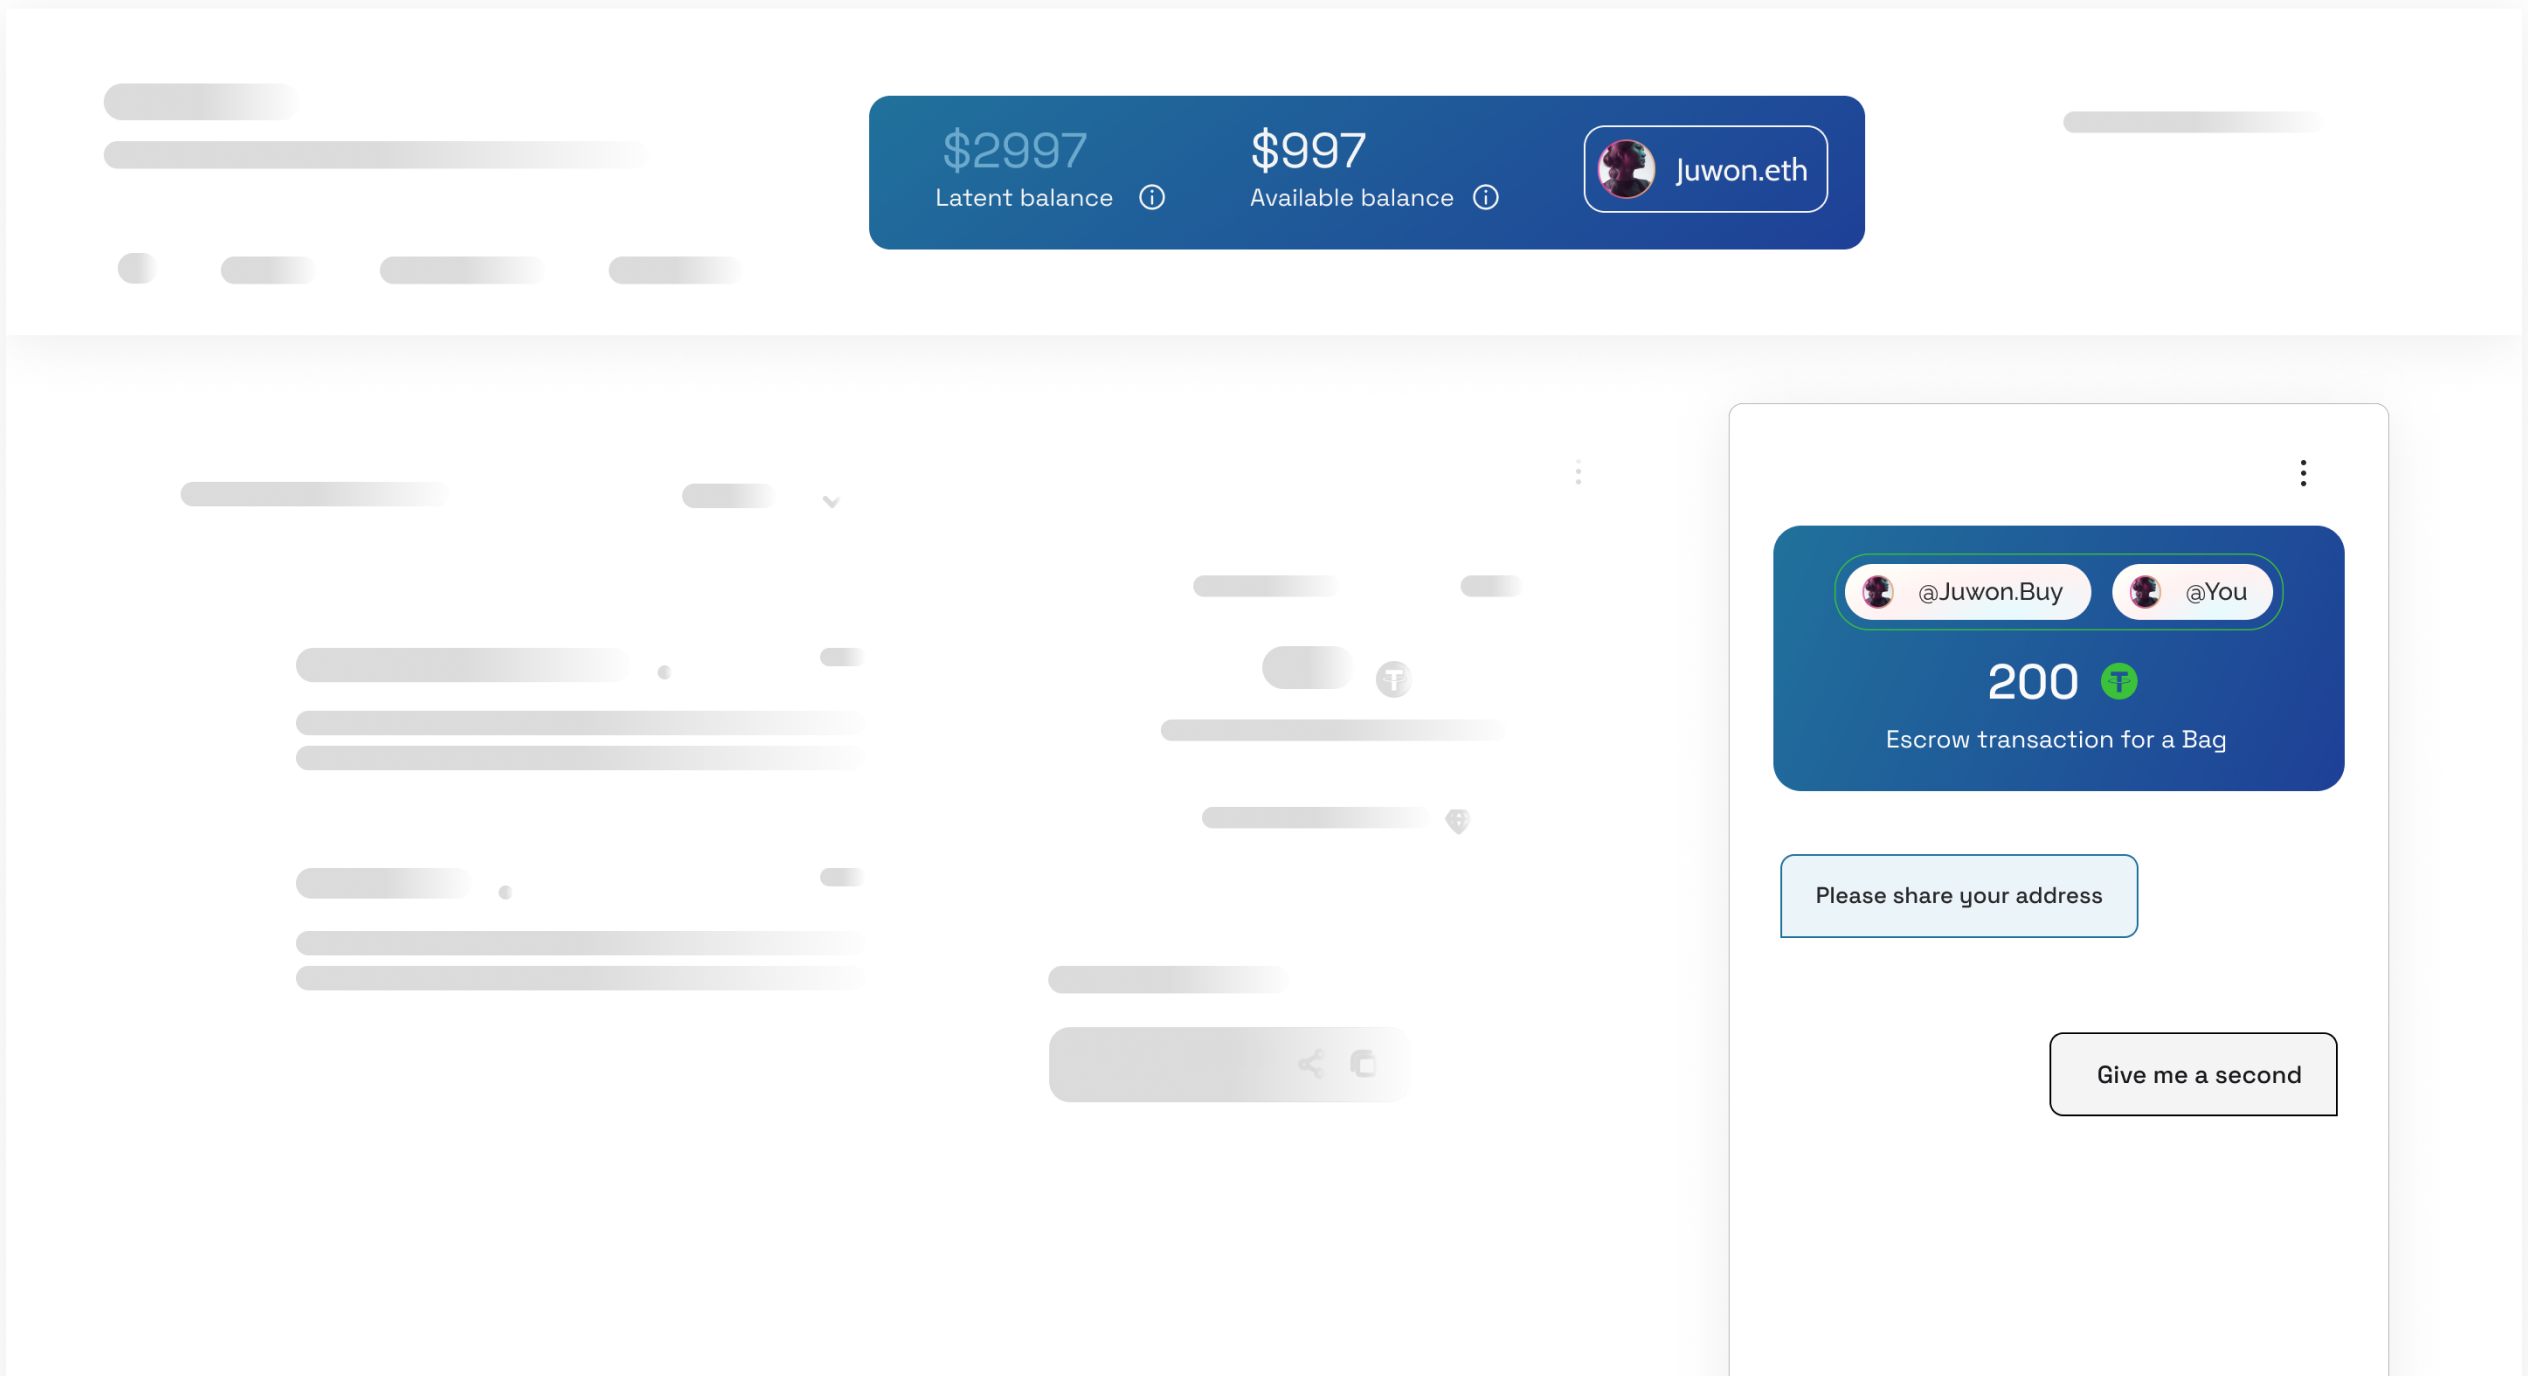 $2997
Latent balance
$997
Available balance
Juwon.eth
@Juwon.Buy
@You
200
Escrow transaction for a Bag
Please share your address
Give me a second